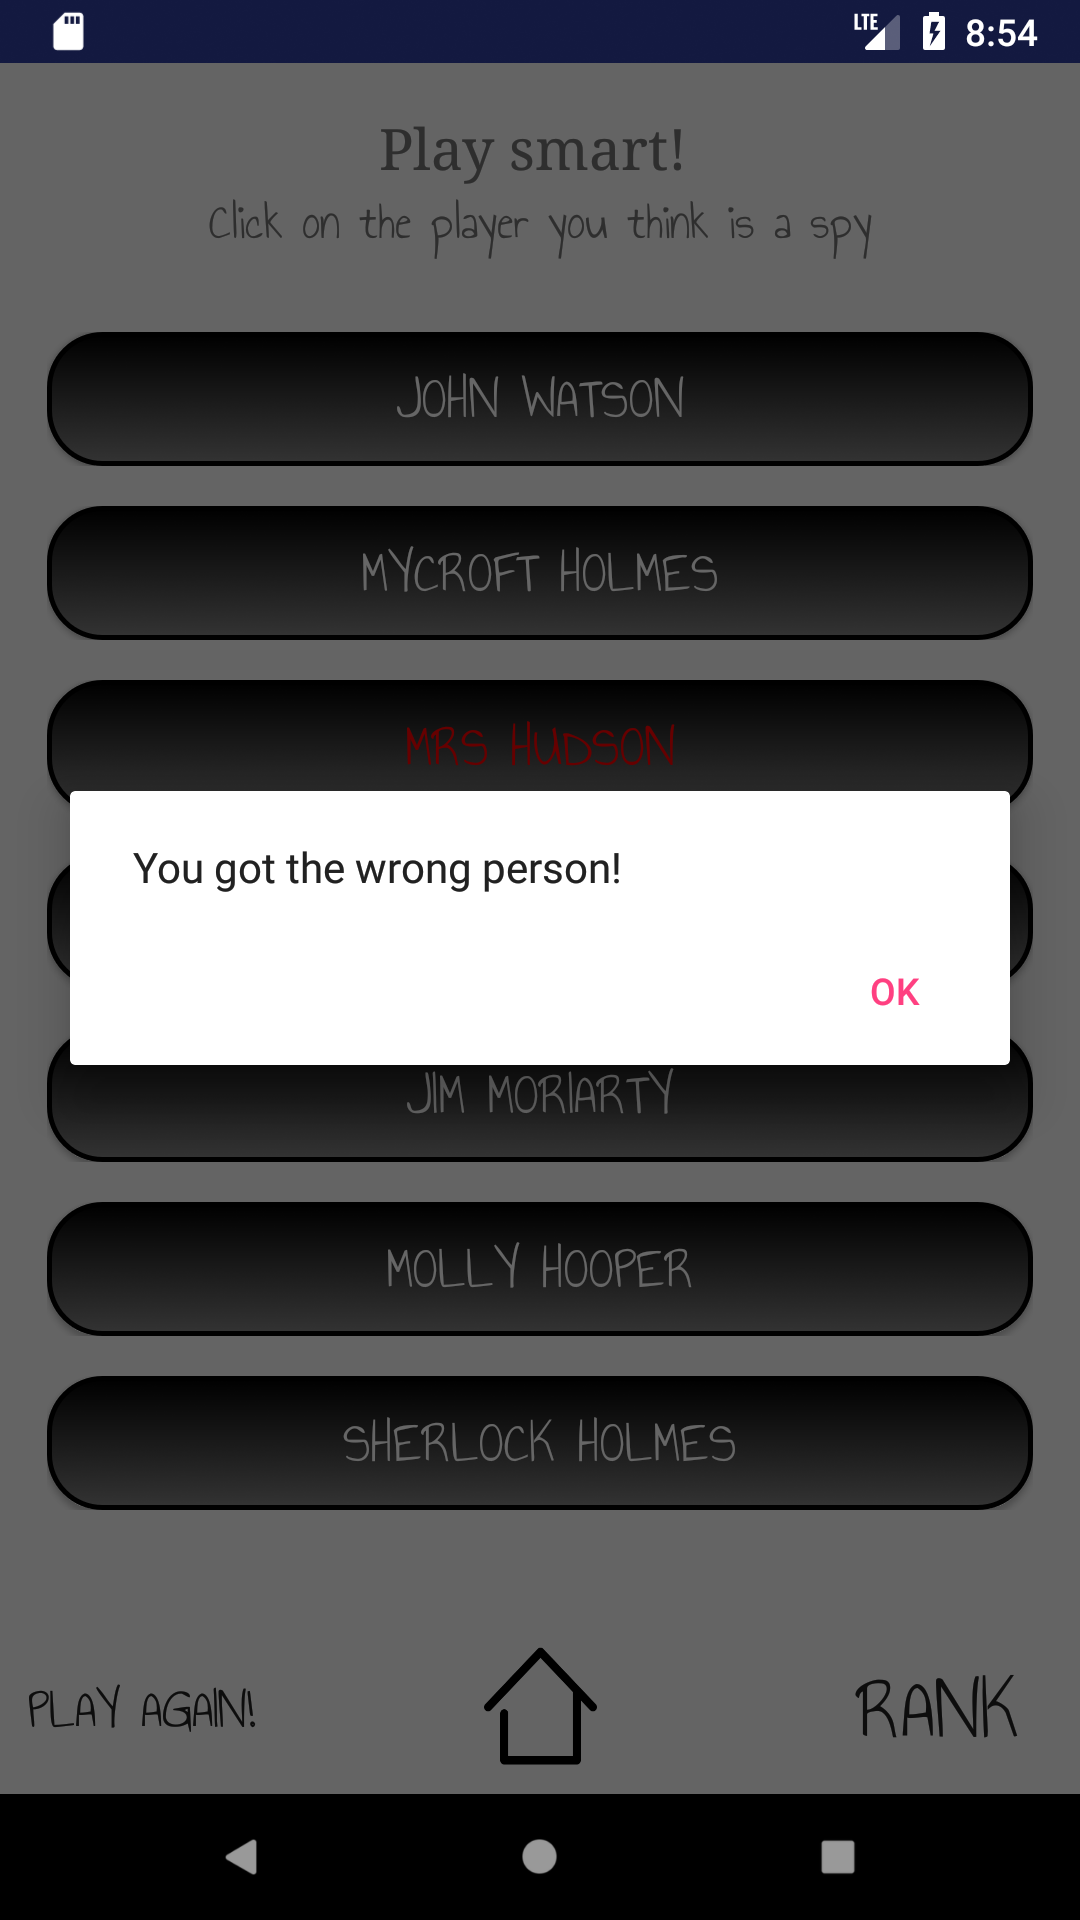 LTE 8:54
Play smart!
Click on the player you think is a spy
JOHN WATSON
MYCROFT HOLMES
MRS HUDSON
You got the wrong person!
OK
JIM MORIARTY
MOLLY HOOPER
SHERLOCK HOLMES
PLAY AGAIN!
RANK